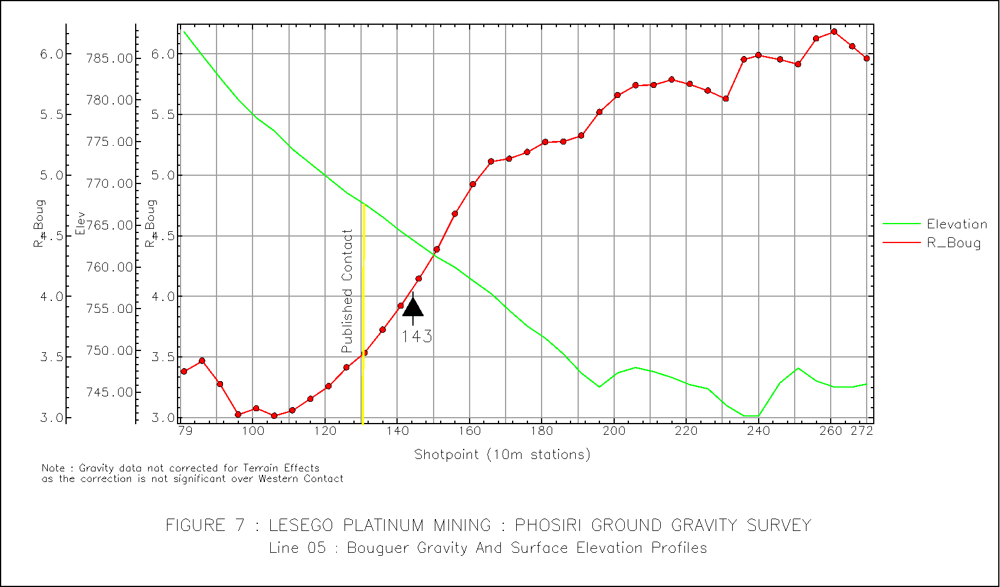 6.0
5.5
5.0
4.5
4.0
3.5
3.0
R_Boug
785.00
780.00
775.00
770.00
765.00
760.00
755.00
750.00
745.00
Elev
6.0
5.5
5.0
4.5
4.0
3.5
3.0
R_Boug
Published Contact
143
Elevation
R_Boug
79 100 120 140 160 180 200 220 240 260 272
Shotpoint (10m stations)
Note : Gravity data not corrected for Terrain Effects
as the correction is not significant over Western Contact
FIGURE 7 : LESEGO PLATINUM MINING : PHOSIRI GROUND GRAVITY SURVEY
Line 05 : Bouguer Gravity And Surface Elevation Profiles